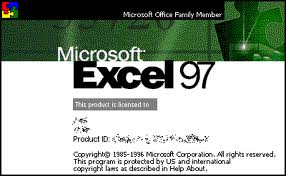 Microsoft Office Family Member
Microsoft
Excel 97
This product is licensed to
Product ID:
Copyright© 1985-1996 Microsoft Corporation. All rights reserved.
This program is protected by US and international
copyright laws as described in Help About.